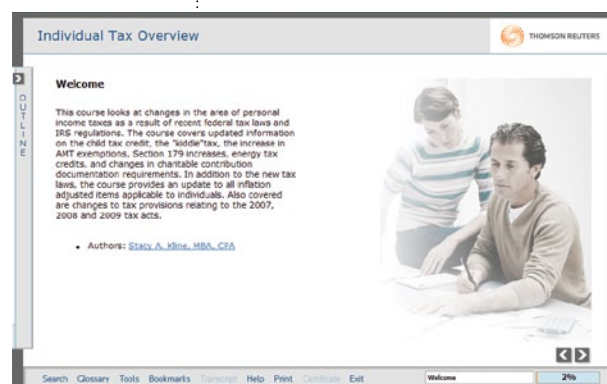 Individual Tax Overview
THOMSON REUTERS
OUTLINE
Welcome
This course looks at changes in the area of personal
income taxes as a result of recent federal tax laws and
IRS regulations. The course covers updated information
on the child tax credit, the "kiddie"tax, the increase in
AMT exemptions, Section 179 increases, energy tax
credits, and changes in charitable contribution
documentation requirements. In addition to the new tax
laws, the course provides an update to all inflation
adjusted items applicable to individuals. Also covered
are changes to tax provisions relating to the 2007,
2008 and 2009 tax acts.
• Authors: Stacy A. Kline, MBA, CPA
Search Glossary Tools Bookmarks Transcript Help Print Certificate Exit
Welcome
2%